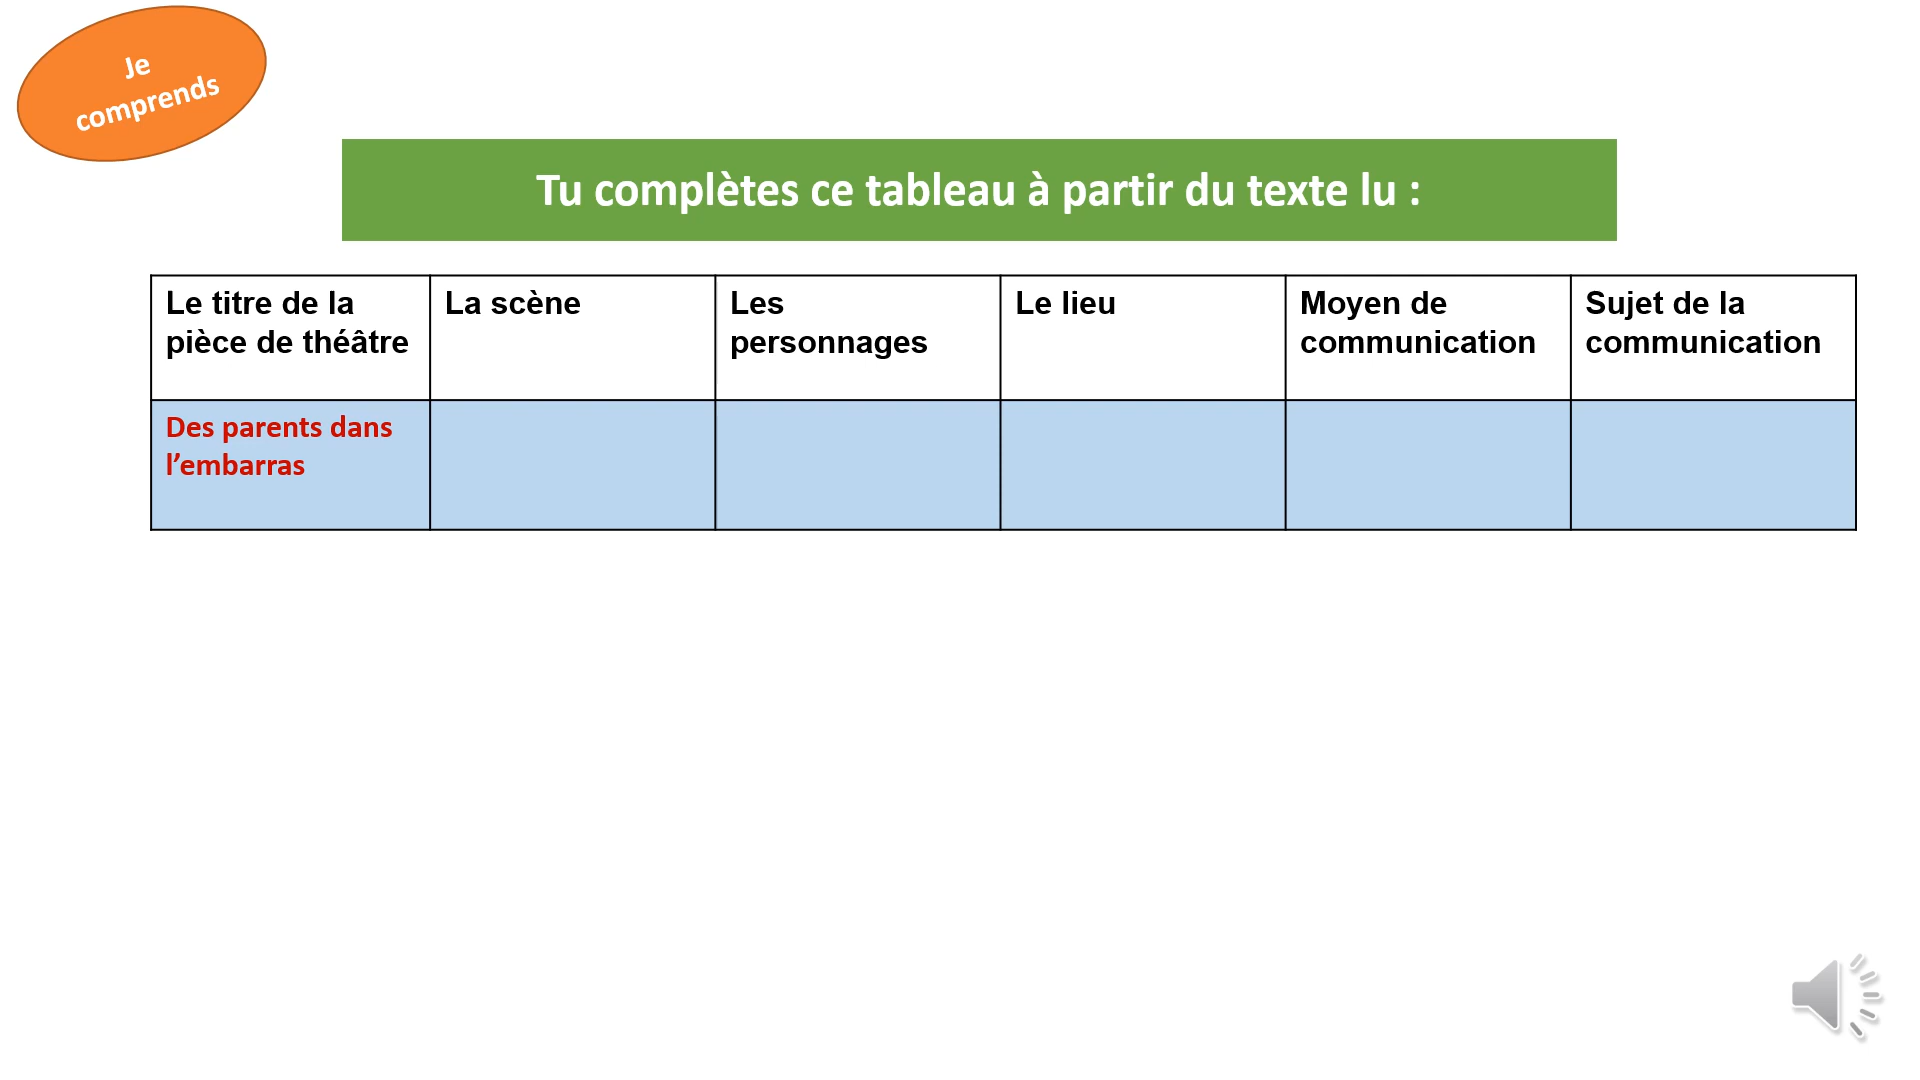 Je
comprends
Tu complètes ce tableau à partir du texte lu :
Le titre de la
pièce de théâtre
La scène
Les
personnages
Le lieu
Moyen de
communication
Sujet de la
communication
Des parents dans
l’embarras